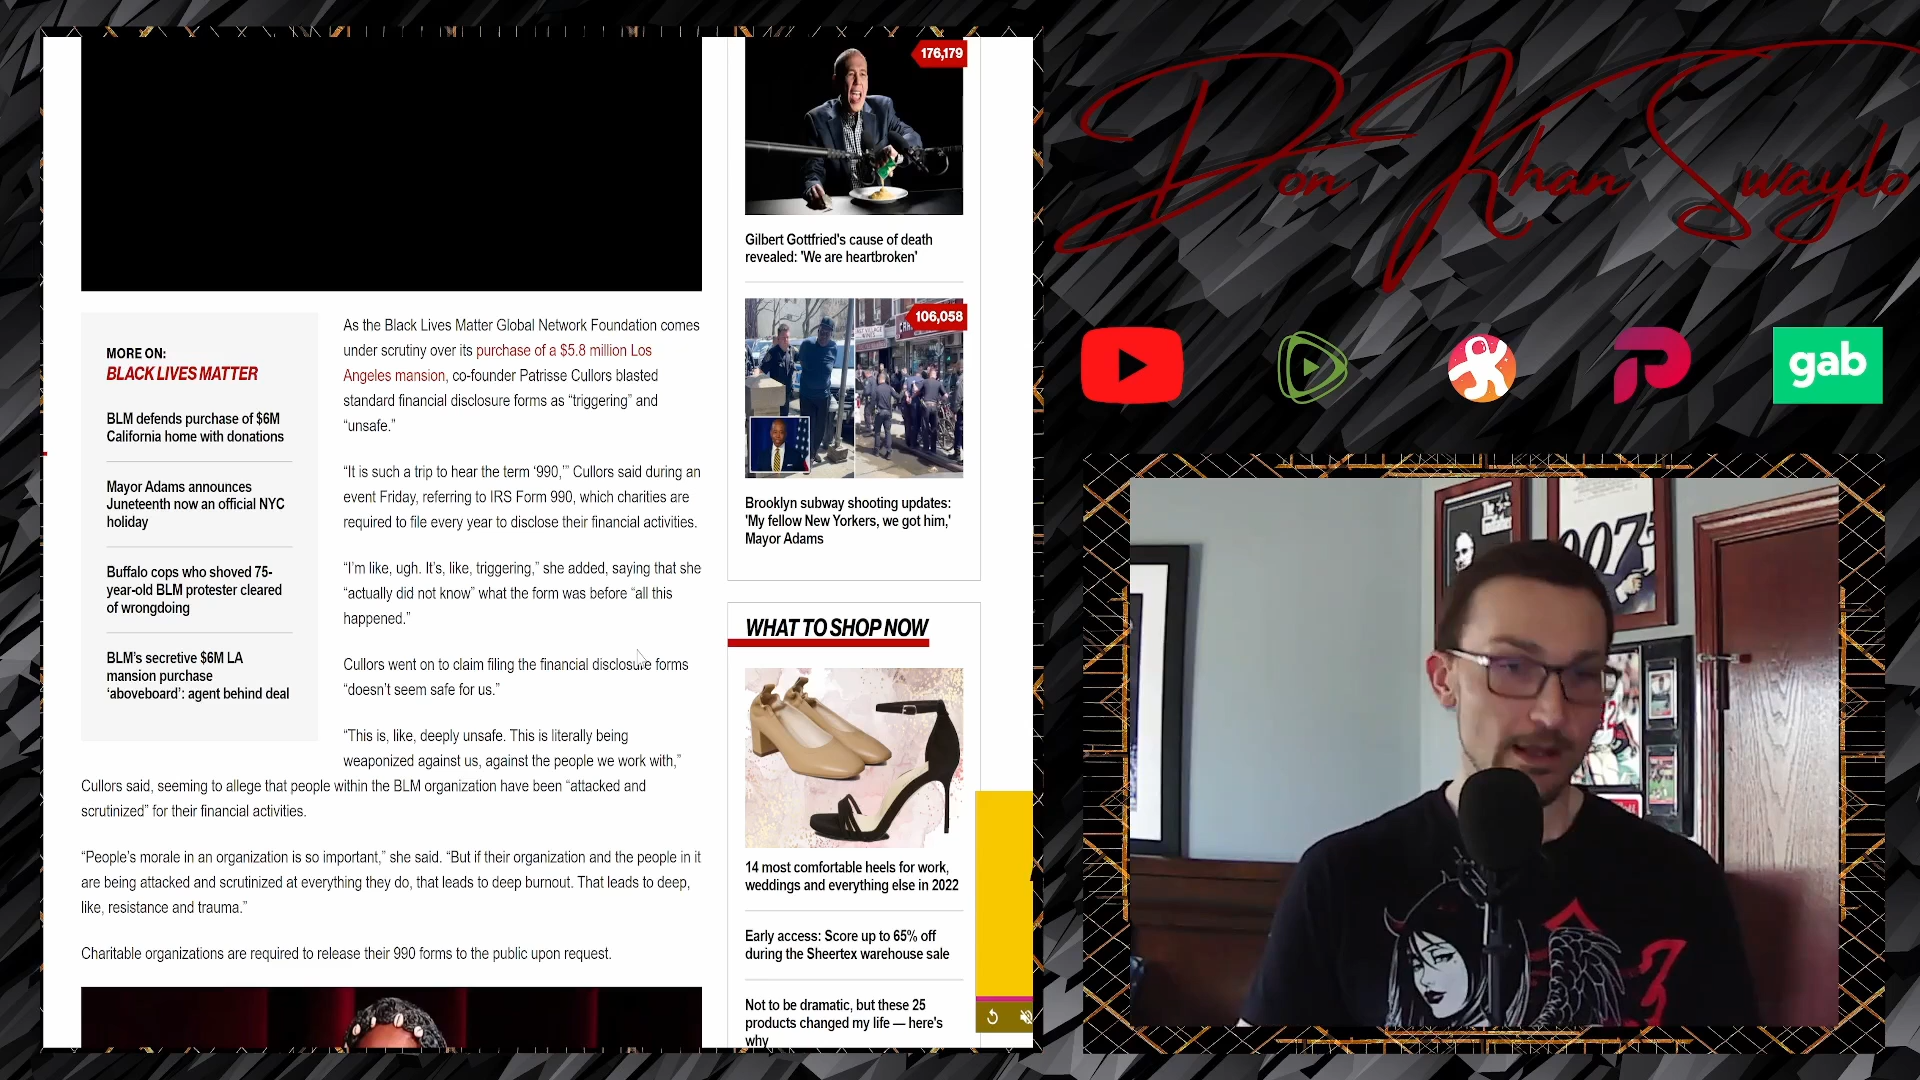 As the Black Lives Matter Global Network Foundation comes
under scrutiny over its purchase of a $5.8 million Los
Angeles mansion, co-founder Patrisse Cullors blasted
standard financial disclosure forms as “triggering” and
“unsafe.”
“It is such a trip to hear the term ‘990,’” Cullors said during an
event Friday, referring to IRS Form 990, which charities are
required to file every year to disclose their financial activities.
“I’m like, ugh. It’s, like, triggering,” she added, saying that she
“actually did not know” what the form was before “all this
happened.”
Cullors went on to claim filing the financial disclosure forms
“doesn’t seem safe for us.”
“This is, like, deeply unsafe. This is literally being
weaponized against us, against the people we work with,”
Cullors said, seeming to allege that people within the BLM organization have been “attacked and
scrutinized” for their financial activities.
“People’s morale in an organization is so important,” she said. “But if their organization and the people in it
are being attacked and scrutinized at everything they do, that leads to deep burnout. That leads to deep,
like, resistance and trauma.”
Charitable organizations are required to release their 990 forms to the public upon request.
MORE ON:
BLACK LIVES MATTER
BLM defends purchase of $6M
California home with donations
Mayor Adams announces
Juneteenth now an official NYC
holiday
Buffalo cops who shoved 75-
year-old BLM protester cleared
of wrongdoing
BLM’s secretive $6M LA
mansion purchase
‘aboveboard’: agent behind deal
176,179
Gilbert Gottfried's cause of death
revealed: 'We are heartbroken'
106,058
Brooklyn subway shooting updates:
'My fellow New Yorkers, we got him,'
Mayor Adams
WHAT TO SHOP NOW
14 most comfortable heels for work,
weddings and everything else in 2022
Early access: Score up to 65% off
during the Sheertex warehouse sale
Not to be dramatic, but these 25
products changed my life — here's
why
Don Khan Swaylo
gab
007